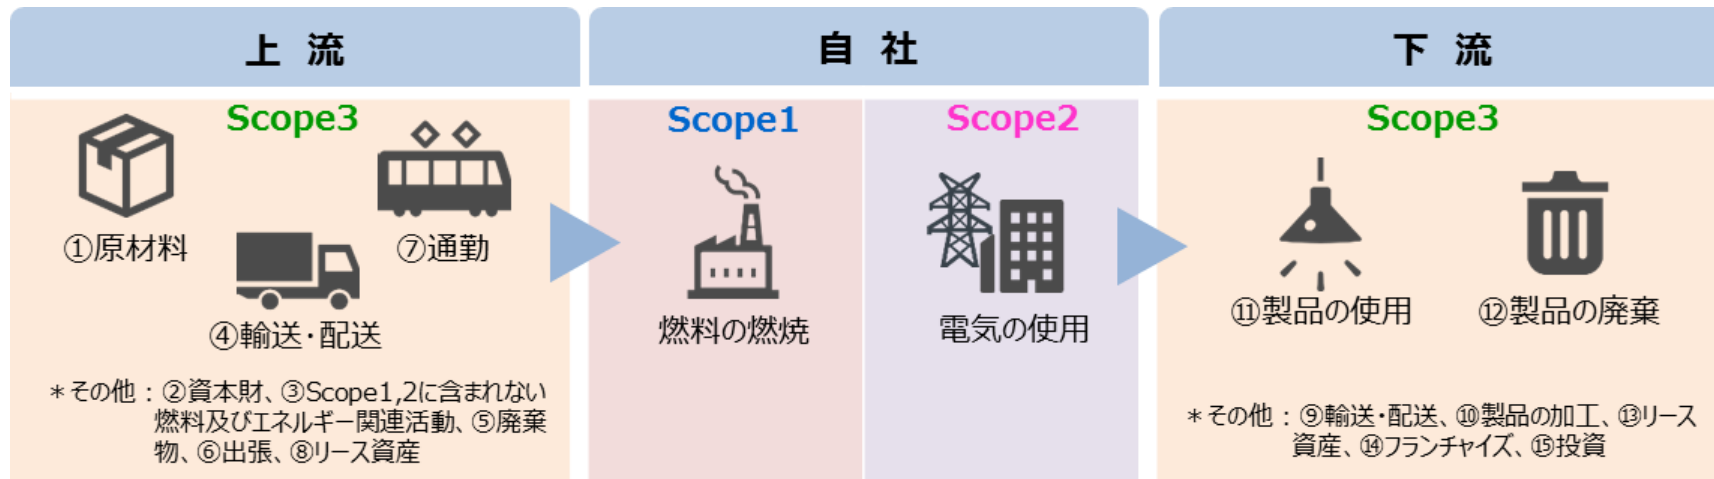 上 流
Scope3
①原材料
⑦通勤
④輸送・配送
＊その他：②資本財、③Scope1,2に含まれない
燃料及びエネルギー関連活動、⑤廃棄
物、⑥出張、⑧リース資産
自 社
Scope1
燃料の燃焼
Scope2
電気の使用
下 流
Scope3
⑪製品の使用
⑫製品の廃棄
＊その他：⑨輸送・配送、⑩製品の加工、⑬リース
資産、⑭フランチャイズ、⑮投資